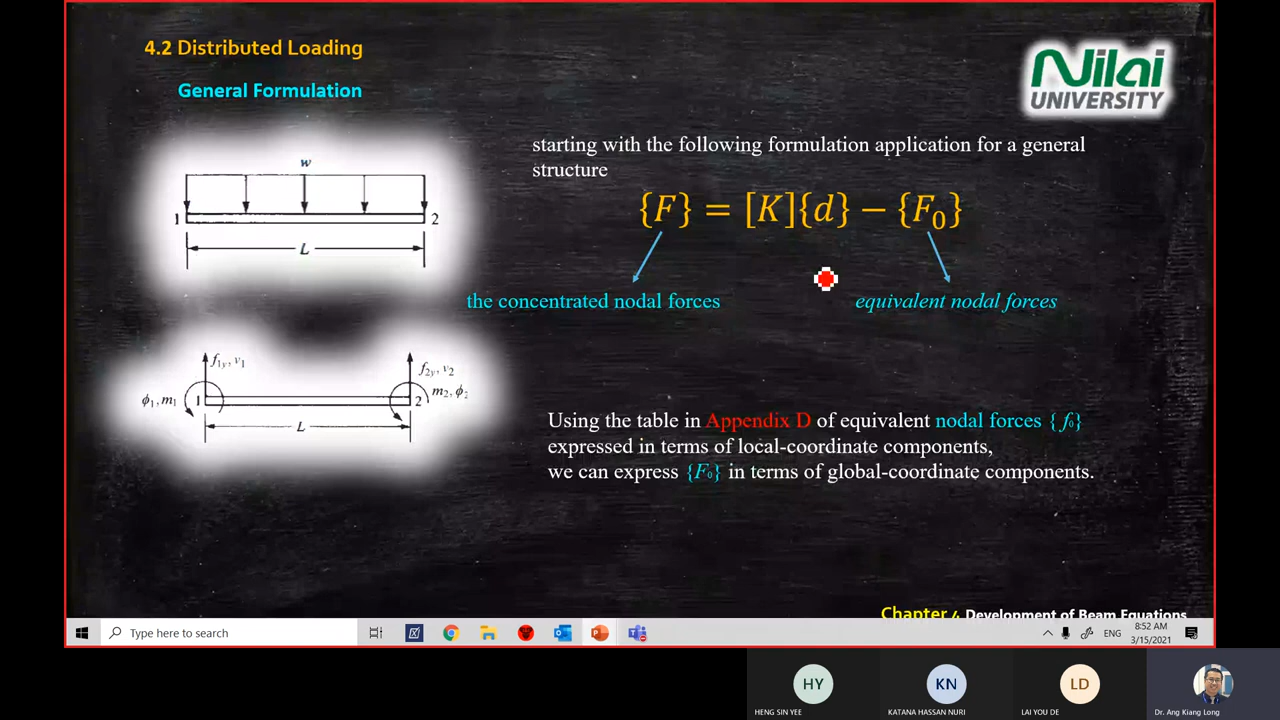 4.2 Distributed Loading
General Formulation
Nilai
UNIVERSITY
w
1
2
L
f1y, v1
f2y, v2
ϕ1, m1
1
2
m2, ϕ2
L
starting with the following formulation application for a general
structure
{F} = [K]{d} − {F0}
the concentrated nodal forces
equivalent nodal forces
Using the table in Appendix D of equivalent nodal forces {f0}
expressed in terms of local-coordinate components,
we can express {F0} in terms of global-coordinate components.
Chapter 4 Development of Beam Equations
Type here to search
ENG
8:52 AM
3/15/2021
HY
KN
LD
HENG SIN YEE
KATANA HASSAN NURI
LAI YOU DE
Dr. Ang Kiang Long